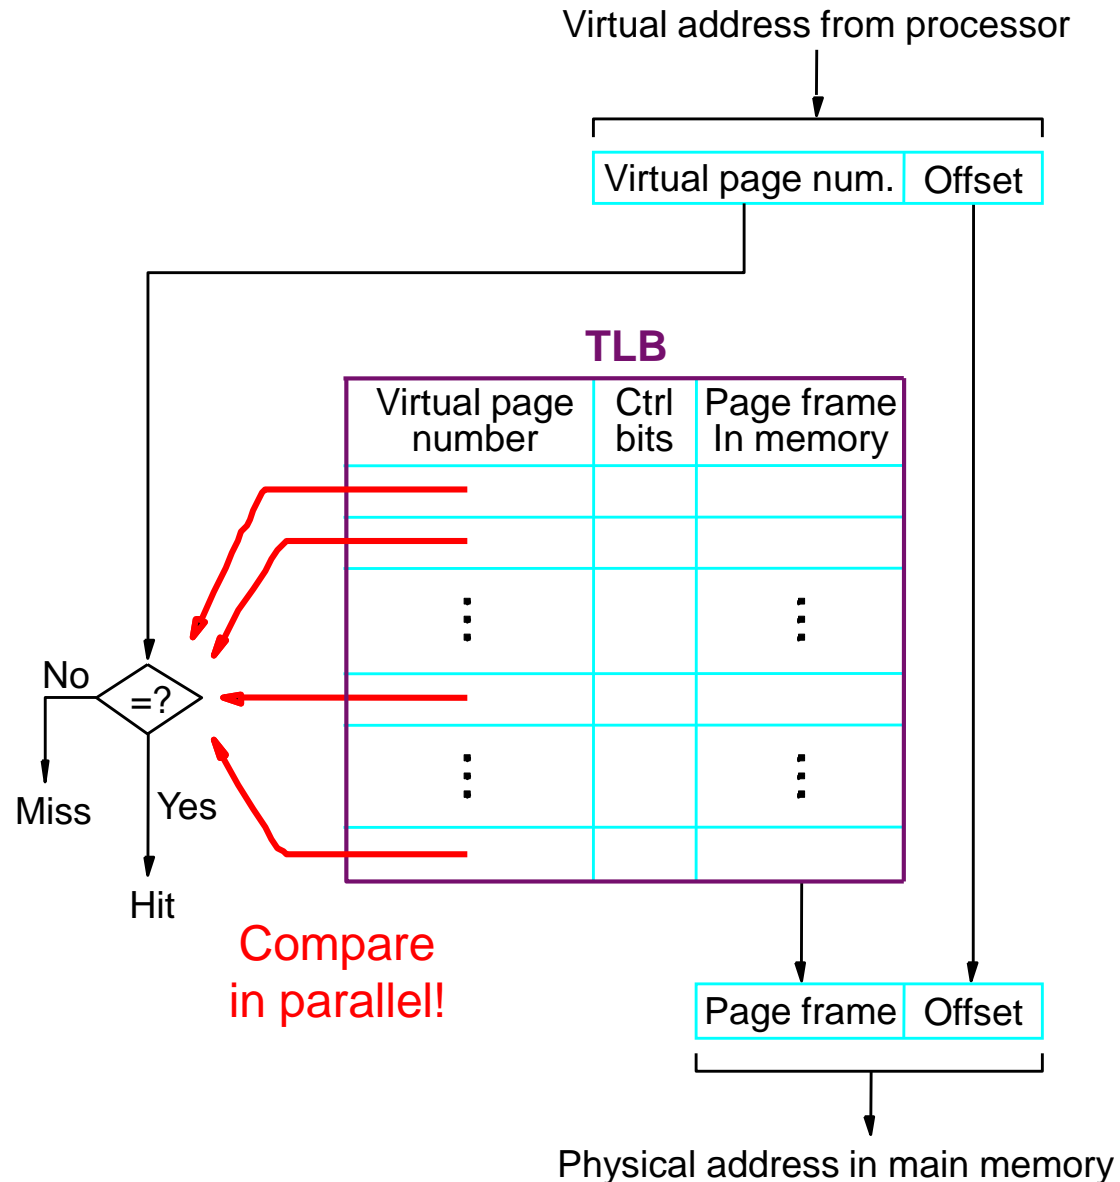 Virtual address from processor
Virtual page num. Offset
TLB
Virtual page Ctrl Page frame
number bits In memory
No
=?
Miss
Yes
Hit
Compare
in parallel!
Page frame Offset
Physical address in main memory